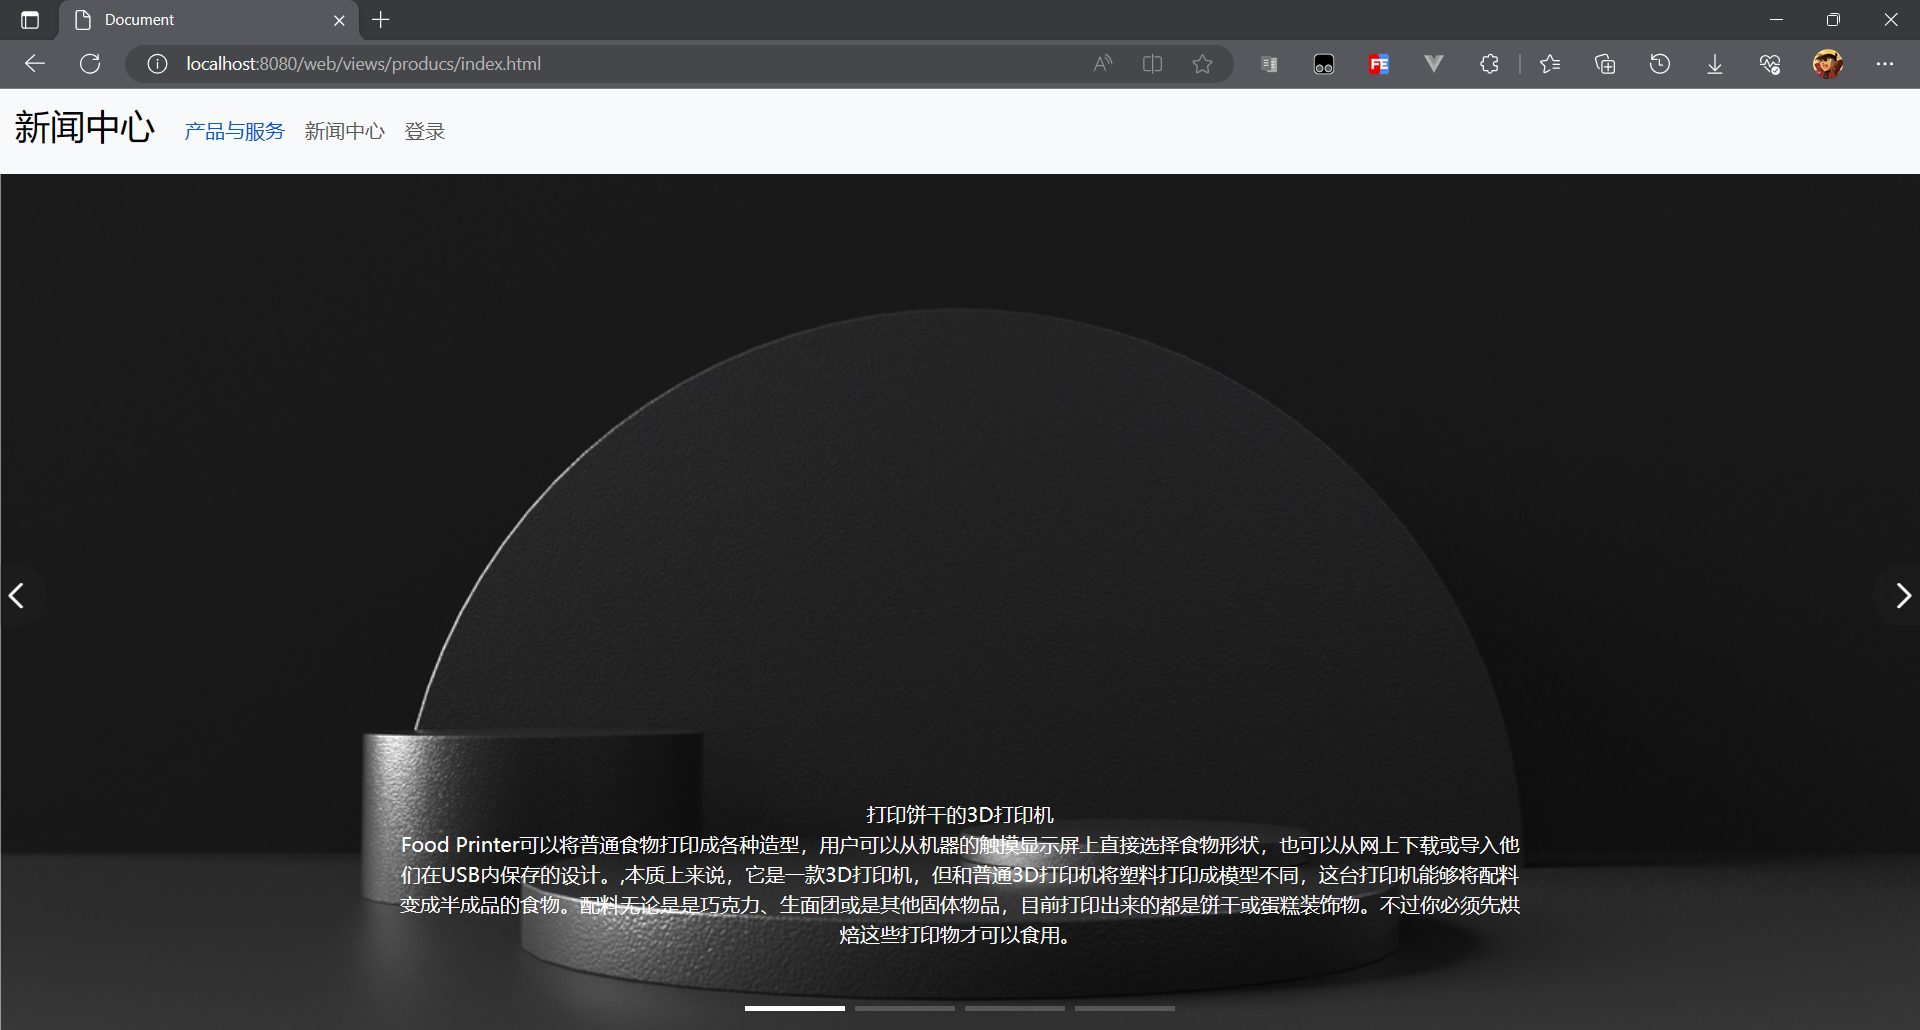 Document
localhost:8080/web/views/producs/index.html
新闻中心 产品与服务 新闻中心 登录
打印饼干的3D打印机
Food Printer可以将普通食物打印成各种造型，用户可以从机器的触摸显示屏上直接选择食物形状，也可以从网上下载或导入他
们在USB内保存的设计。,本质上来说，它是一款3D打印机，但和普通3D打印机将塑料打印成模型不同，这台打印机能够将配料
变成半成品的食物。配料无论是是巧克力、生面团或是其他固体物品，目前打印出来的都是饼干或蛋糕装饰物。不过你必须先烘
焙这些打印物才可以食用。